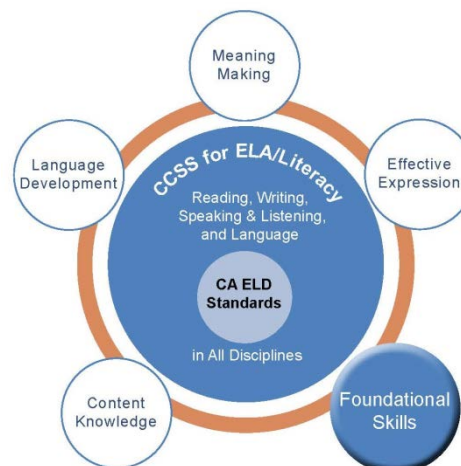 Meaning
Making
Language
Development
Effective
Expression
CCSS for ELA/Literacy
Reading, Writing,
Speaking & Listening,
and Language
CA ELD
Standards
in All Disciplines
Content
Knowledge
Foundational
Skills